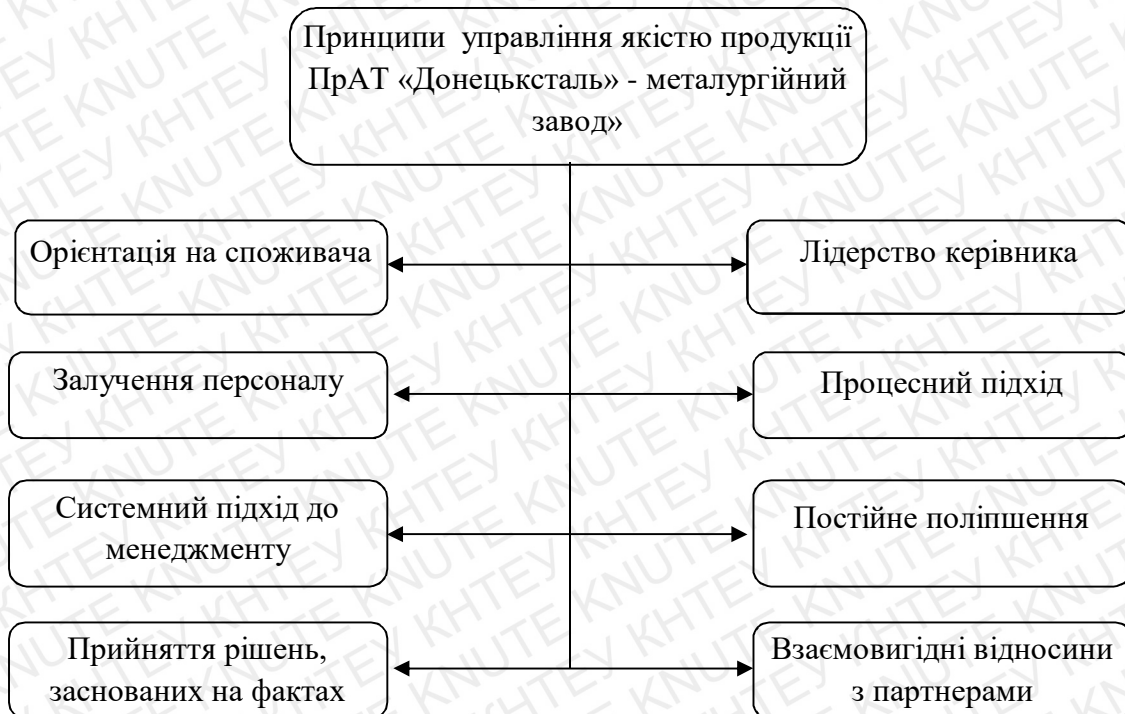 Принципи управління якістю продукції
ПрАТ «Донецьксталь» - металургійний
завод»
Орієнтація на споживача
Лідерство керівника
Залучення персоналу
Процесний підхід
Системний підхід до
менеджменту
Постійне поліпшення
Прийняття рішень,
заснованих на фактах
Взаємовигідні відносини
з партнерами